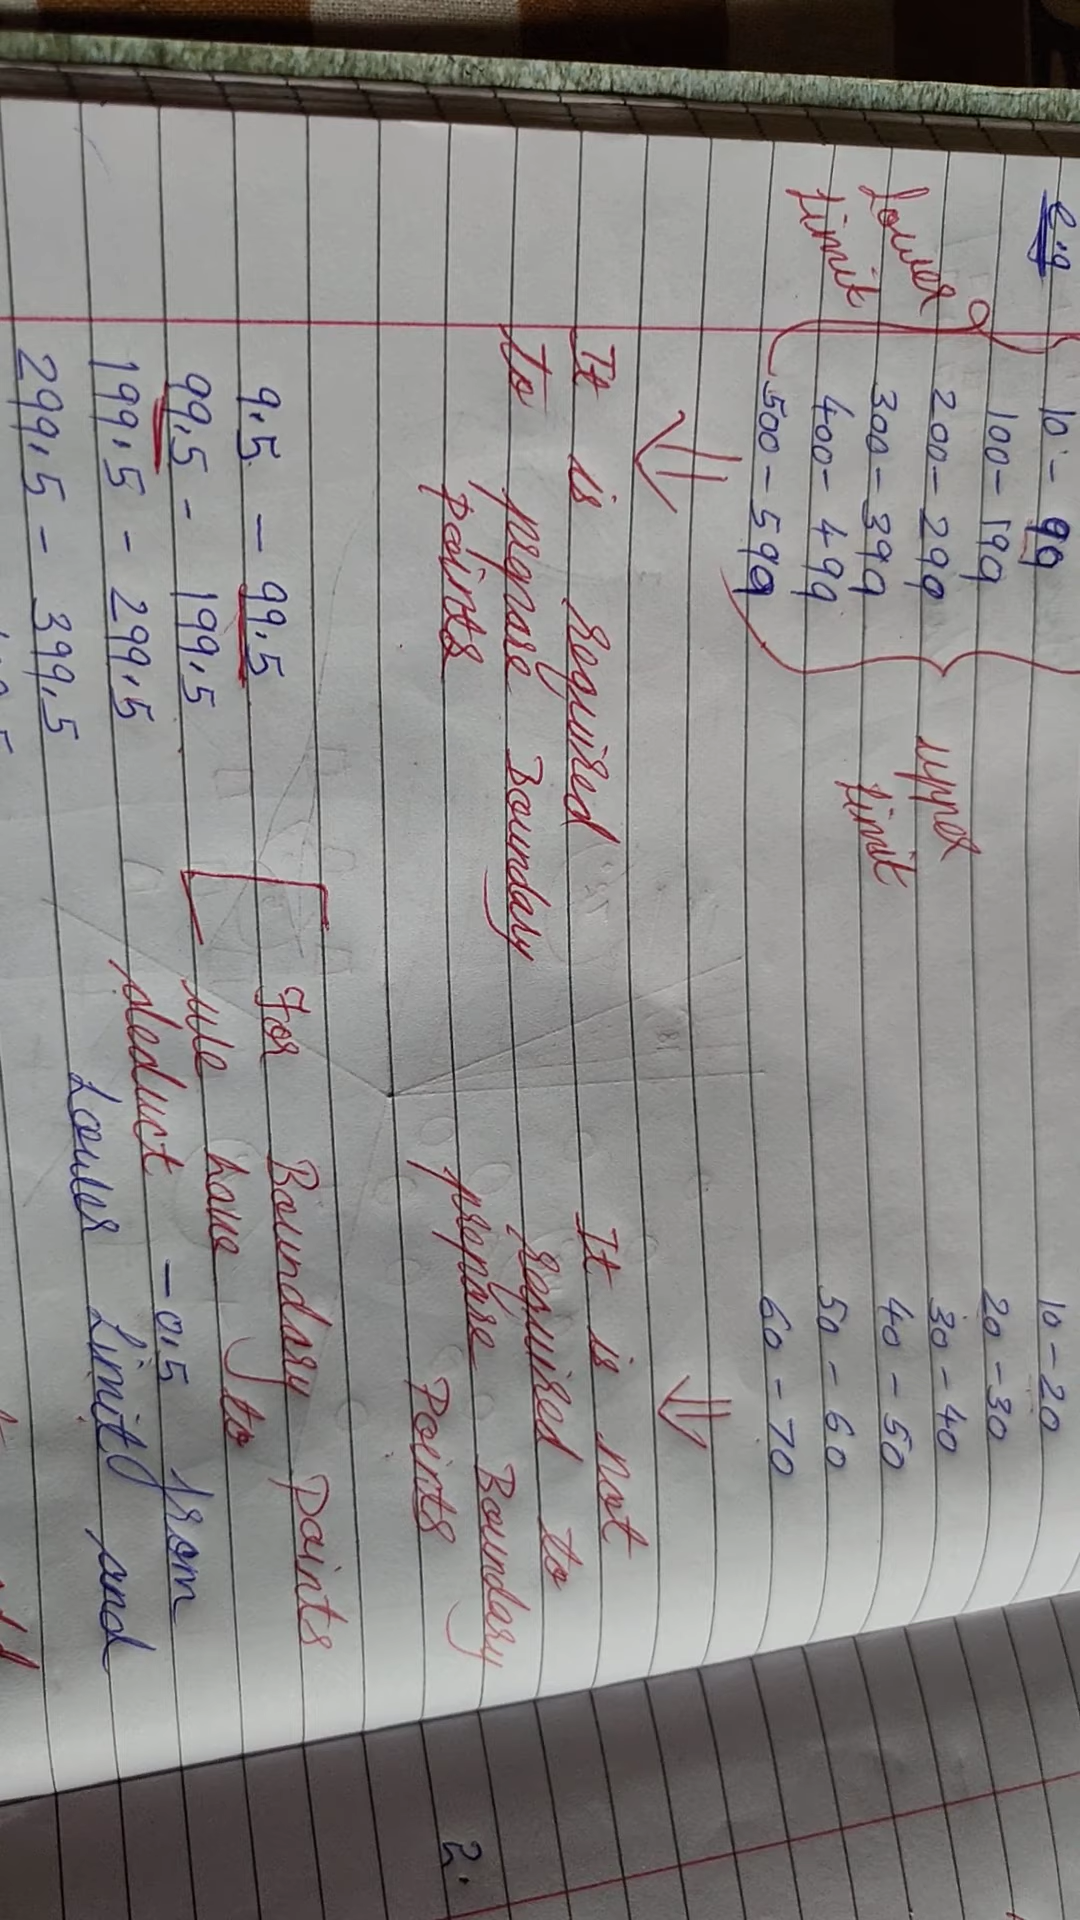 e.g 10 - 99 10 - 20
100 - 199 20 - 30
200 - 299 30 - 40
300 - 399 40 - 50
400 - 499 50 - 60
500 - 599 60 - 70
Lower
Limit
upper
Limit
It is required
to prepare Boundary
points
It is not
required to
prepare Boundary
Points
9.5 - 99.5
99.5 - 199.5
199.5 - 299.5
299.5 - 399.5
For Boundary points
we have to
deduct -0.5 from
Lower Limit and
2.